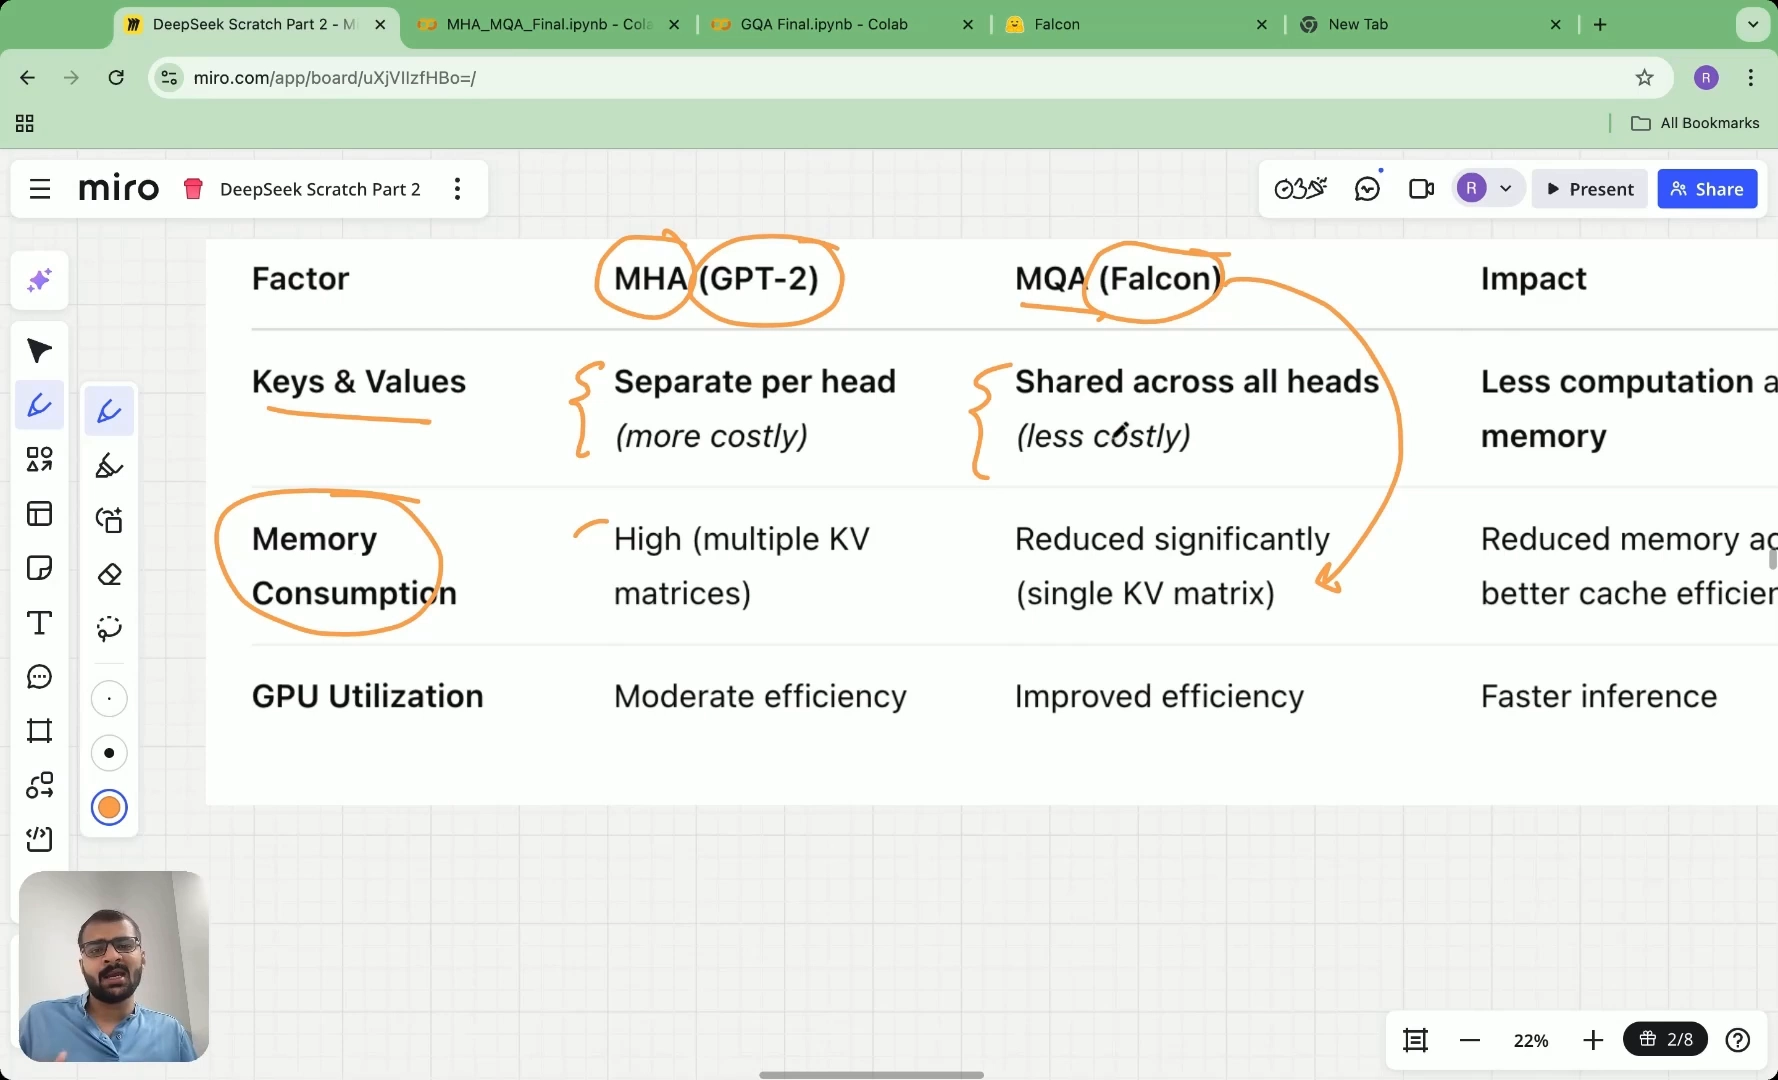 DeepSeek Scratch Part 2 - Mi
MHA_MQA_Final.ipynb - Cola
GQA Final.ipynb - Colab
Falcon
New Tab
miro.com/app/board/uXjVIIzfHBo=/
R
All Bookmarks
miro
DeepSeek Scratch Part 2
R
Present
Share
Factor
MHA (GPT-2)
MQA (Falcon)
Impact
Keys & Values
Separate per head
(more costly)
Shared across all heads
(less costly)
Less computation a
memory
Memory
Consumption
High (multiple KV
matrices)
Reduced significantly
(single KV matrix)
Reduced memory ac
better cache efficien
GPU Utilization
Moderate efficiency
Improved efficiency
Faster inference
22%
2/8